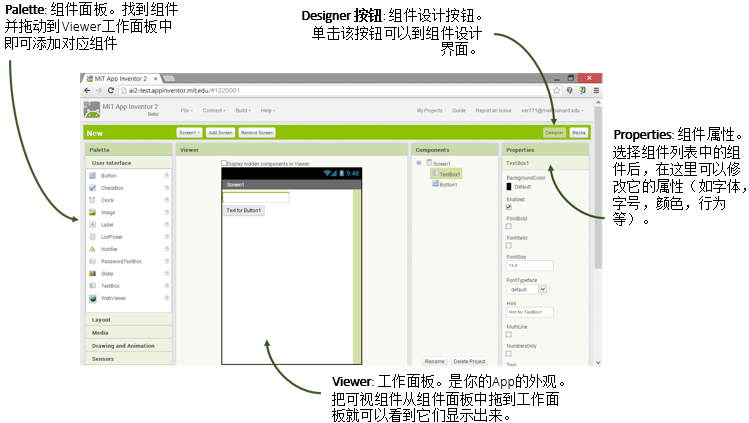 Palette: 组件面板。找到组件
并拖动到Viewer工作面板中
即可添加对应组件
Designer 按钮: 组件设计按钮。
单击该按钮可以到组件设计
界面。
MIT App Inventor 2
ai2-test.appinventor.mit.edu/#1220001
MIT App Inventor 2
Beta
File
Connect
Build
Help
My Projects
Guide
Report an Issue
New
Screen1
Add Screen
Remove Screen
Designer
Blocks
Palette
User Interface
Button
CheckBox
Clock
Image
Label
ListPicker
Notifier
PasswordTextBox
Slider
TextBox
WebViewer
Layout
Media
Drawing and Animation
Sensors
Viewer
Display hidden components in Viewer
9:48
Screen1
Text for Button1
Components
Screen1
TextBox1
Button1
Rename
Delete Project
Properties
TextBox1
BackgroundColor
Default
Enabled
FontBold
FontItalic
FontSize
14.0
FontTypeface
default
Hint
Hint for TextBox1
MultiLine
NumbersOnly
Text
Properties: 组件属性。
选择组件列表中的组
件后，在这里可以修
改它的属性（如字体，
字号，颜色，行为
等）。
Viewer: 工作面板。是你的App的外观。
把可视组件从组件面板中拖到工作面
板就可以看到它们显示出来。